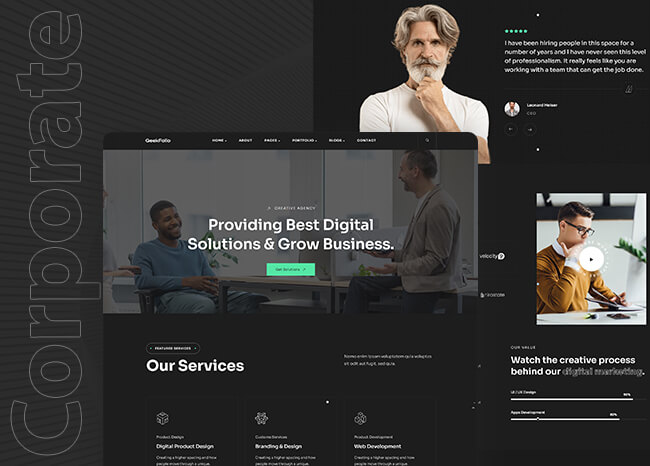 Corporate
I have been hiring people in this space for a
number of years and I have never seen this level
of professionalism. It really feels like you are
working with a team that can get the job done.
Leonard Heiser
CEO
GeekFolio
HOME
ABOUT
PAGES
PORTFOLIO
BLOGS
CONTACT
CREATIVE AGENCY
Providing Best Digital
Solutions & Grow Business.
Get Solutions
velocity
FEATURED SERVICES
Our Services
Nemo enim ipsam voluptatem quia voluptas
sit odit aut fugit, sed quia.
Product Design
Digital Product Design
Creating a higher spacing and how
people move through a unique.
Customs Services
Branding & Design
Creating a higher spacing and how
people move through a unique.
Product Development
Web Development
Creating a higher spacing and how
people move through a unique.
OUR VALUE
Watch the creative process
behind our digital marketing.
UI / UX Design
90%
Apps Development
80%